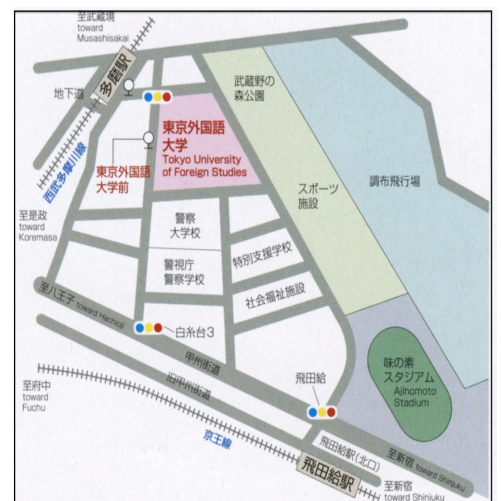 至武蔵境
toward
Musashisakai
多磨駅
地下道
武蔵野の
森公園
東京外国語
大学
Tokyo University
of Foreign Studies
東京外国語
大学前
西武多摩川線
調布飛行場
スポーツ
施設
至是政
toward
Koremasa
警察
大学校
警視庁
警察学校
特別支援学校
社会福祉施設
至八王子 toward Hachioji
白糸台3
甲州街道
旧甲州街道
飛田給
味の素
スタジアム
Ajinomoto
Stadium
至府中
toward
Fuchu
京王線
飛田給駅(北口)
飛田給駅
至新宿 toward Shinjuku
至新宿
toward Shinjuku